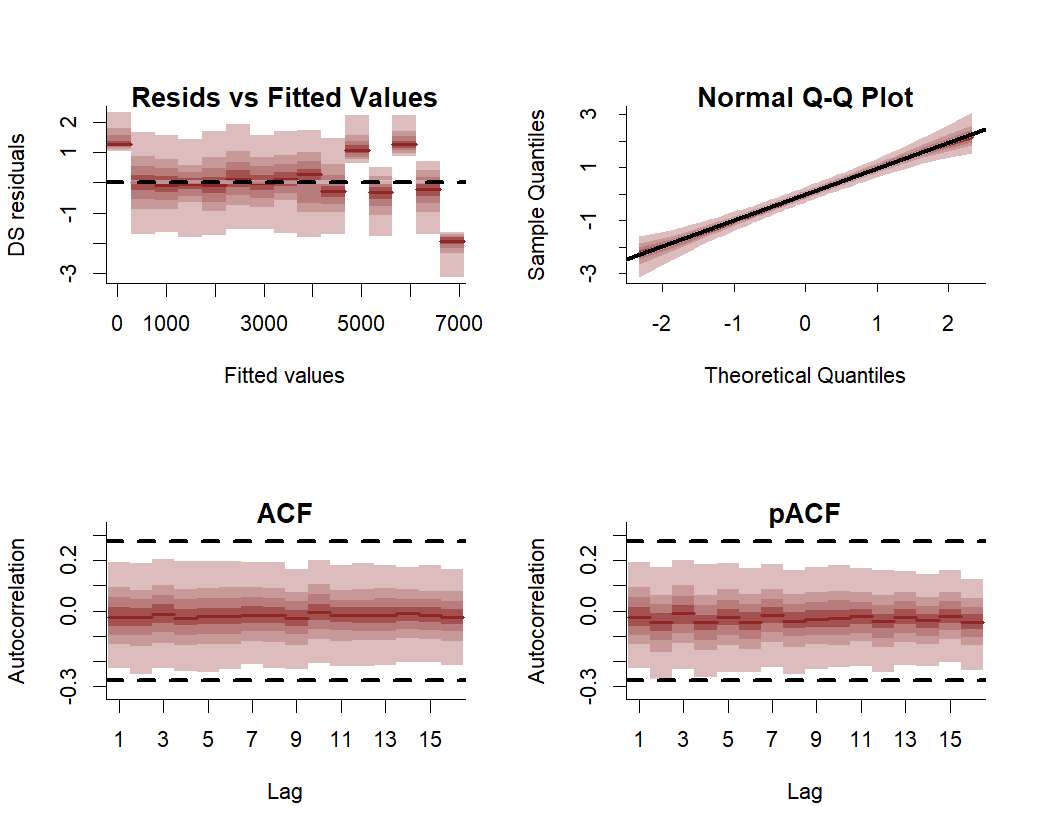 Resids vs Fitted Values
DS residuals
2
1
-1
-3
0 1000 3000 5000 7000
Fitted values
Normal Q-Q Plot
Sample Quantiles
3
1
-1
-3
-2 -1 0 1 2
Theoretical Quantiles
ACF
Autocorrelation
0.2
0.0
-0.3
1 3 5 7 9 11 13 15
Lag
pACF
Autocorrelation
0.2
0.0
-0.3
1 3 5 7 9 11 13 15
Lag